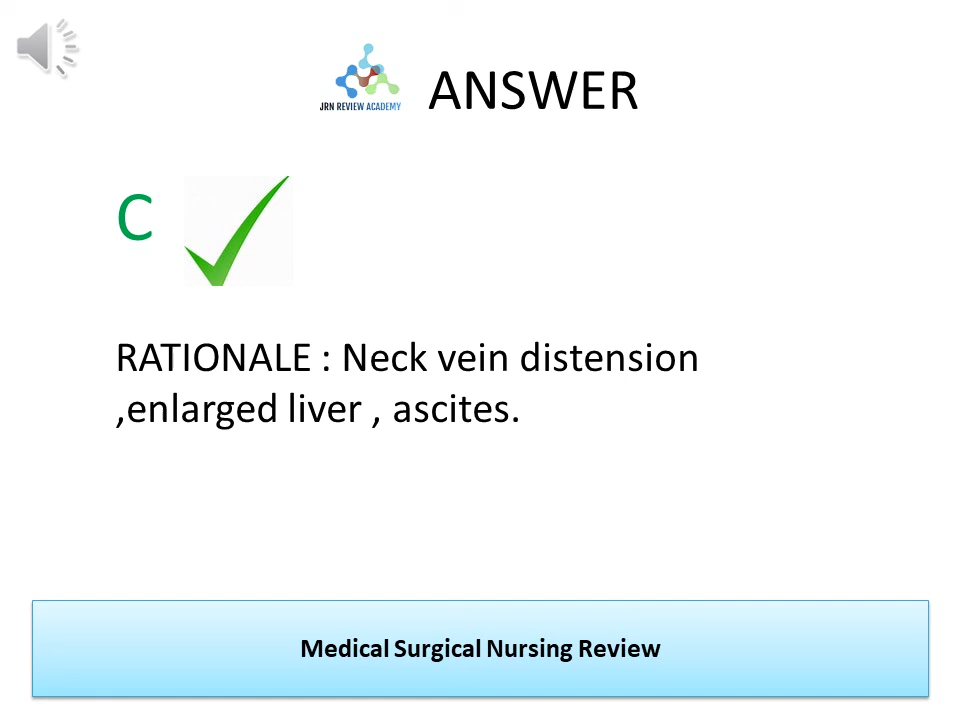 JRN REVIEW ACADEMY
ANSWER
C
RATIONALE : Neck vein distension
,enlarged liver , ascites.
Medical Surgical Nursing Review